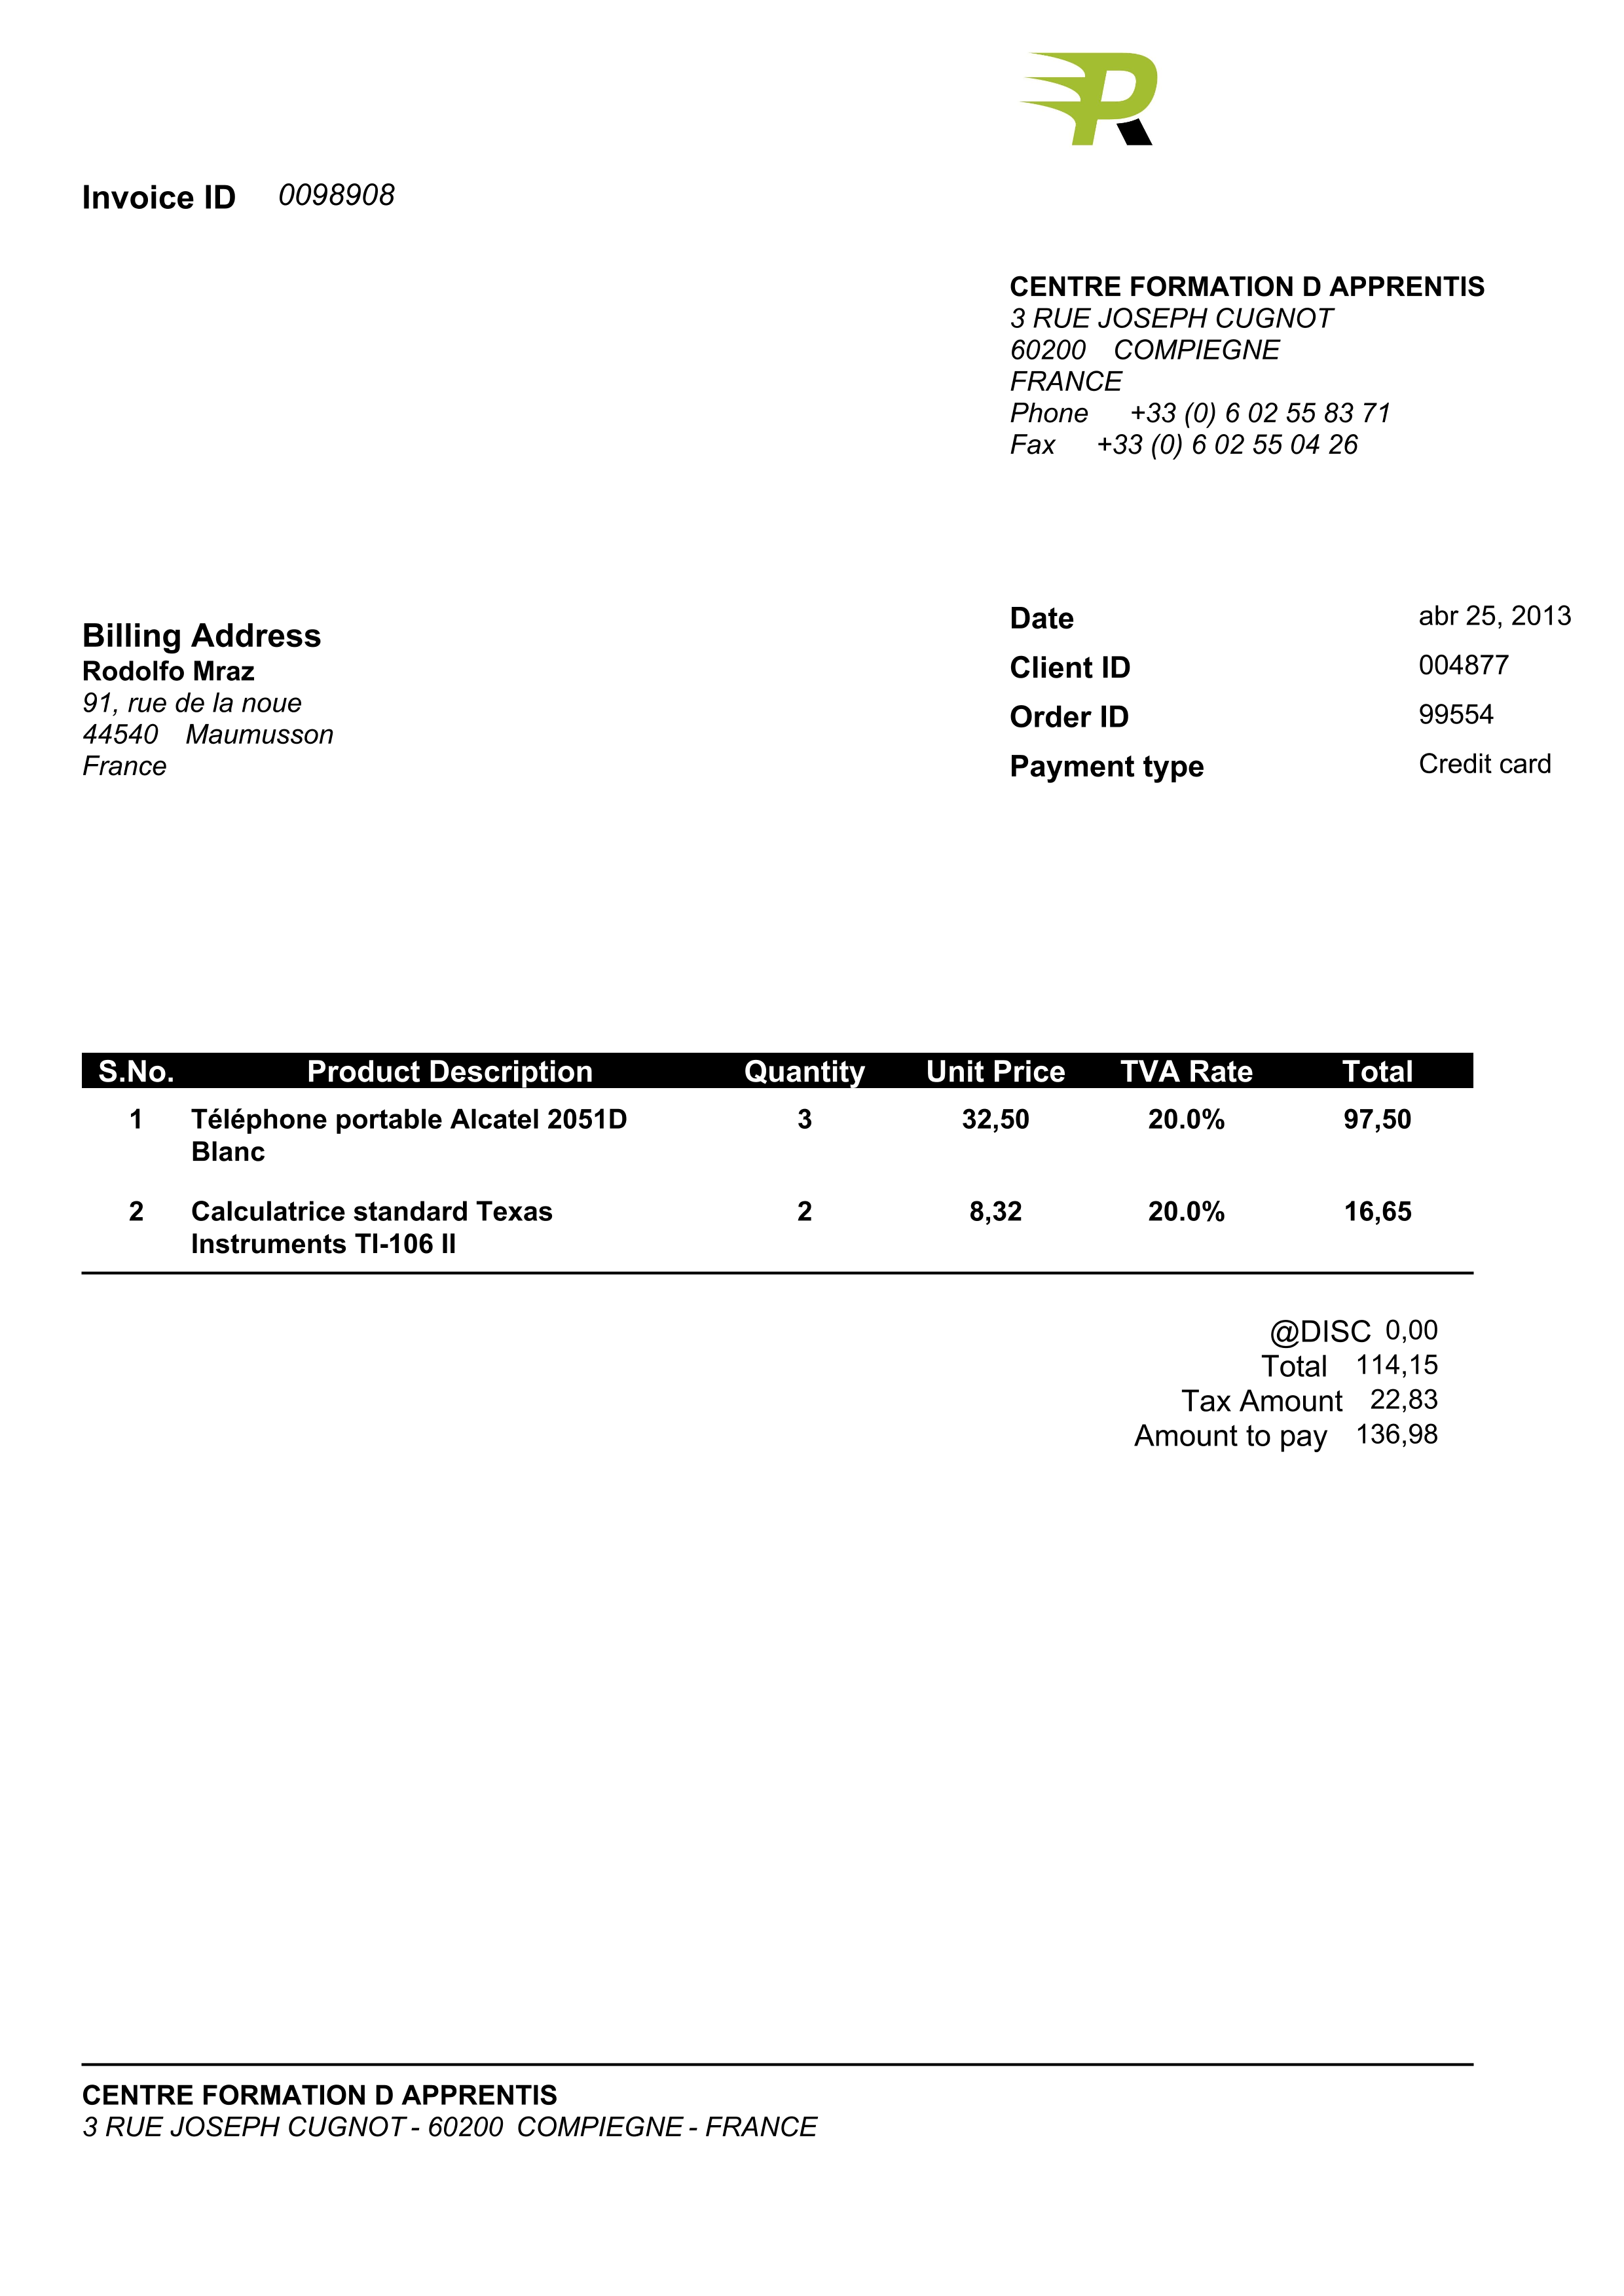 Invoice ID 0098908
CENTRE FORMATION D APPRENTIS
3 RUE JOSEPH CUGNOT
60200 COMPIEGNE
FRANCE
Phone +33 (0) 6 02 55 83 71
Fax +33 (0) 6 02 55 04 26
Billing Address
Rodolfo Mraz
91, rue de la noue
44540 Maumusson
France
Date abr 25, 2013
Client ID 004877
Order ID 99554
Payment type Credit card
S.No. Product Description Quantity Unit Price TVA Rate Total
1 Téléphone portable Alcatel 2051D 3 32,50 20.0% 97,50
Blanc
2 Calculatrice standard Texas 2 8,32 20.0% 16,65
Instruments TI-106 II
@DISC 0,00
Total 114,15
Tax Amount 22,83
Amount to pay 136,98
CENTRE FORMATION D APPRENTIS
3 RUE JOSEPH CUGNOT - 60200 COMPIEGNE - FRANCE